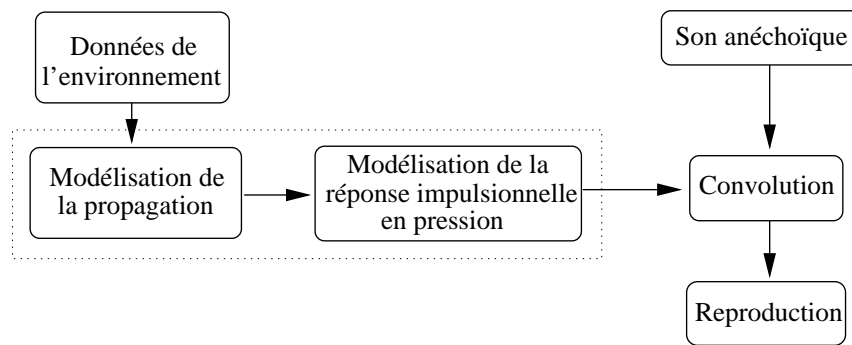 Données de
l'environnement
Son anéchoïque
Modélisation de
la propagation
Modélisation de la
réponse impulsionnelle
en pression
Convolution
Reproduction